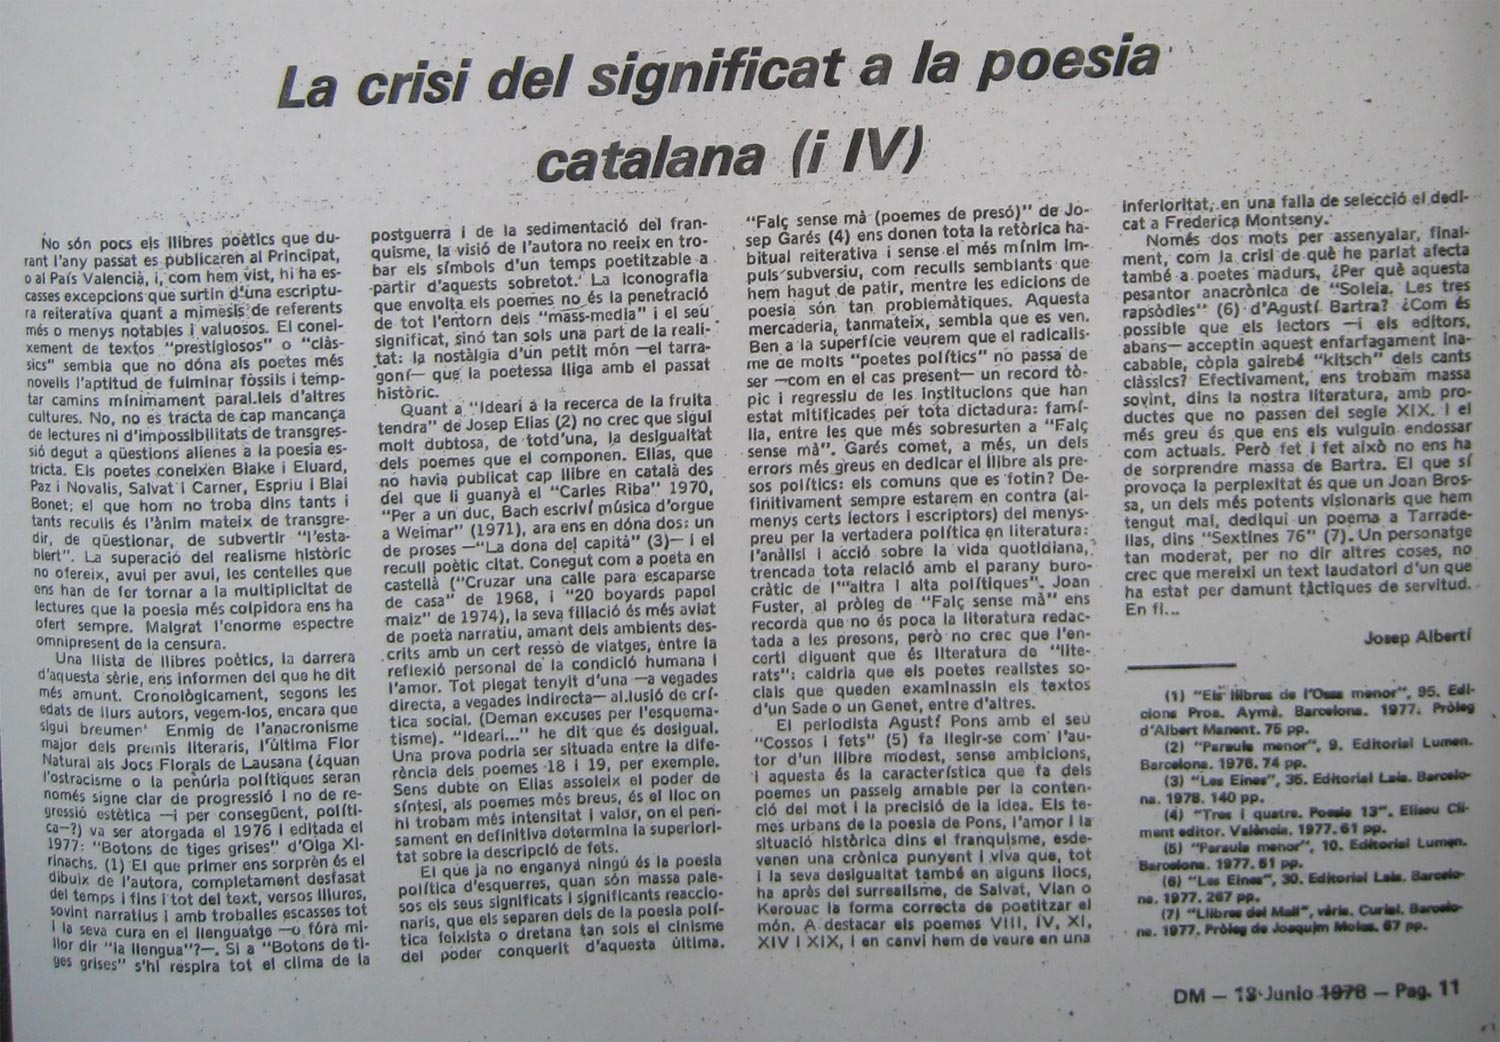 La crisi del significat a la poesia
catalana (i IV)
No són pocs els llibres poètics que du-
rant l'any passat es publicaren al Principat,
o al País Valencià, i, com hem vist, hi ha es-
casses excepcions que surtin d'una escriptu-
ra reiterativa quant a mimesis de referents
més o menys notables i valuosos. El conei-
xement de textos "prestigiosos" o "clàs-
sics" sembla que no dóna als poetes més
novells l'aptitud de fulminar fòssils i temp-
tar camins mínimament paral.lels d'altres
cultures. No, no es tracta de cap mancança
de lectures ni d'impossibilitats de transgres-
sió degut a qüestions alienes a la poesia es-
tricta. Els poetes coneixen Blake i Eluard,
Paz i Novalis, Salvat i Carner, Espriu i Blai
Bonet; el que hom no troba dins tants i
tants reculls és l'ànim mateix de transgre-
dir, de qüestionar, de subvertir "l'esta-
blert". La superació del realisme històric
no ofereix, avui per avui, les centelles que
ens han de fer tornar a la multiplicitat de
lectures que la poesia més colpidora ens ha
ofert sempre. Malgrat l'enorme espectre
omnipresent de la censura.
Una llista de llibres poètics, la darrera
d'aquesta sèrie, ens informen del que he dit
més amunt. Cronològicament, segons les
edats de llurs autors, vegem-los, encara que
sigui breument. Enmig de l'anacronisme
major dels premis literaris, l'última Flor
Natural als Jocs Florals de Lausana (¿quan
l'ostracisme o la penúria polítiques seran
només signe clar de progressió i no de re-
gressió estètica —i per consegüent, políti-
ca—?) va ser atorgada el 1976 i editada el
1977: "Botons de tiges grises" d'Olga Xi-
rinachs. (1) El que primer ens sorprèn és el
dibuix de l'autora, completament desfasat
del temps i fins i tot del text, versos lliures,
sovint narratius i amb troballes escasses tot
i la seva cura en el llenguatge —o fóra mi-
llor dir "la llengua"?—. Si a "Botons de ti-
ges grises" s'hi respira tot el clima de la
postguerra i de la sedimentació del fran-
quisme, la visió de l'autora no reeix en tro-
bar els símbols d'un temps poetitzable a
partir d'aquests sobretot. La iconografia
que envolta els poemes no és la penetració
de tot l'entorn dels "mass-media" i el seu
significat, sinó tan sols una part de la reali-
tat: la nostàlgia d'un petit món —el tarra-
goní— que la poetessa lliga amb el passat
històric.
Quant a "Ideari a la recerca de la fruita
tendra" de Josep Elias (2) no crec que sigui
molt dubtosa, de totd'una, la desigualtat
dels poemes que el componen. Elias, que
no havia publicat cap llibre en català des
del que li guanyà el "Carles Riba" 1970,
"Per a un duc, Bach escriví música d'orgue
a Weimar" (1971), ara ens en dóna dos: un
de proses —"La dona del capità" (3)— i el
recull poètic citat. Conegut com a poeta en
castellà ("Cruzar una calle para escaparse
de casa" de 1968, i "20 boyards papel
maiz" de 1974), la seva filiació és més aviat
de poeta narratiu, amant dels ambients des-
crits amb un cert ressò de viatges, entre la
reflexió personal de la condició humana i
l'amor. Tot plegat tenyit d'una —a vegades
directa, a vegades indirecta— al.lusió de crí-
tica social. (Deman excuses per l'esquema-
tisme). "Ideari..." he dit que és desigual.
Una prova podria ser situada entre la dife-
rència dels poemes 18 i 19, per exemple.
Sens dubte on Elias assoleix el poder de
síntesi, als poemes més breus, és el lloc on
hi trobam més intensitat i valor, on el pen-
sament en definitiva determina la superiori-
tat sobre la descripció de fets.
El que ja no enganya ningú és la poesia
política d'esquerres, quan són massa pale-
sos els seus significats i significants reaccio-
naris, que els separen dels de la poesia polí-
tica feixista o dretana tan sols el cinisme
del poder conquerit d'aquesta última.
"Falç sense mà (poemes de presó)" de Jo-
sep Garés (4) ens donen tota la retòrica ha-
bitual reiterativa i sense el més mínim im-
puls subversiu, com reculls semblants que
hem hagut de patir, mentre les edicions de
poesia són tan problemàtiques. Aquesta
mercaderia, tanmateix, sembla que es ven.
Ben a la superfície veurem que el radicalis-
me de molts "poetes polítics" no passa de
ser —com en el cas present— un record tò-
pic i regressiu de les institucions que han
estat mitificades per tota dictadura: famí-
lia, entre les que més sobresurten a "Falç
sense mà". Garés comet, a més, un dels
errors més greus en dedicar el llibre als pre-
sos polítics: els comuns que es fotin? De-
finitivament sempre estarem en contra (al-
menys certs lectors i escriptors) del menys-
preu per la vertadera política en literatura:
l'anàlisi i acció sobre la vida quotidiana,
trencada tota relació amb el parany buro-
cràtic de l'"altra i alta polítiques". Joan
Fuster, al pròleg de "Falç sense mà" ens
recorda que no és poca la literatura redac-
tada a les presons, però no crec que l'en-
certi diguent que és literatura de "lite-
rats": caldria que els poetes realistes so-
cials que queden examinassin els textos
d'un Sade o un Genet, entre d'altres.
El periodista Agustí Pons amb el seu
"Cossos i fets" (5) fa llegir-se com l'au-
tor d'un llibre modest, sense ambicions,
i aquesta és la característica que fa dels
poemes un passeig amable per la conten-
ció del mot i la precisió de la idea. Els te-
mes urbans de la poesia de Pons, l'amor i la
situació històrica dins el franquisme, esde-
venen una crònica punyent i viva que, tot
i la seva desigualtat també en alguns llocs,
ha après del surrealisme, de Salvat, Vian o
Kerouac la forma correcta de poetitzar el
món. A destacar els poemes VIII, IV, XI,
XIV i XIX, i en canvi hem de veure en una
inferioritat, en una falla de selecció el dedi-
cat a Frederica Montseny.
Només dos mots per assenyalar, final-
ment, com la crisi de què he parlat afecta
també a poetes madurs, ¿Per què aquesta
pesantor anacrònica de "Soleia. Les tres
rapsòdies" (6) d'Agustí Bartra? ¿Com és
possible que els lectors —i els editors,
abans— acceptin aquest enfarfagament ina-
cabable, còpia gairebé "kitsch" dels cants
clàssics? Efectivament, ens trobam massa
sovint, dins la nostra literatura, amb pro-
ductes que no passen del segle XIX. I el
més greu és que ens els vulguin endossar
com actuals. Però fet i fet això no ens ha
de sorprendre massa de Bartra. El que sí
provoca la perplexitat és que un Joan Bros-
sa, un dels més potents visionaris que hem
tengut mai, dediqui un poema a Tarrade-
llas, dins "Sextines 76" (7). Un personatge
tan moderat, per no dir altres coses, no
crec que mereixi un text laudatori d'un que
ha estat per damunt tàctiques de servitud.
En fi...
Josep Albertí
(1) "Els llibres de l'Ossa menor", 95. Edi-
cions Proa. Aymà. Barcelona. 1977. Pròleg
d'Albert Manent. 75 pp.
(2) "Paraula menor", 9. Editorial Lumen.
Barcelona. 1976. 74 pp.
(3) "Les Eines", 35. Editorial Laia. Barcelo-
na. 1978. 140 pp.
(4) "Tres i quatre. Poesia 13". Eliseu Cli-
ment editor. València. 1977. 61 pp.
(5) "Paraula menor", 10. Editorial Lumen.
Barcelona. 1977. 51 pp.
(6) "Les Eines", 30. Editorial Laia. Barcelo-
na. 1977. 267 pp.
(7) "Llibres del Mall", sèrie. Curial. Barcelo-
na. 1977. Pròleg de Joaquim Molas. 67 pp.
DM — 18 Junio 1978 — Pag. 11